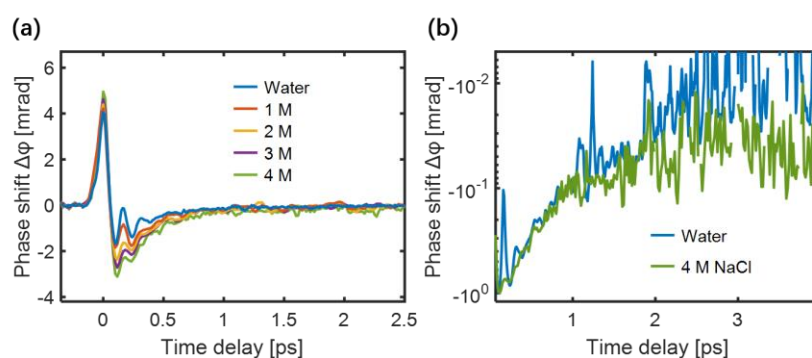 (a)
Phase shift Δφ [mrad]
6
4
2
0
-2
-4
0
0.5
1
1.5
2
2.5
Time delay [ps]
Water
1 M
2 M
3 M
4 M
(b)
Phase shift Δφ [mrad]
-10⁻²
-10⁻¹
-10⁰
1
2
3
Time delay [ps]
Water
4 M NaCl